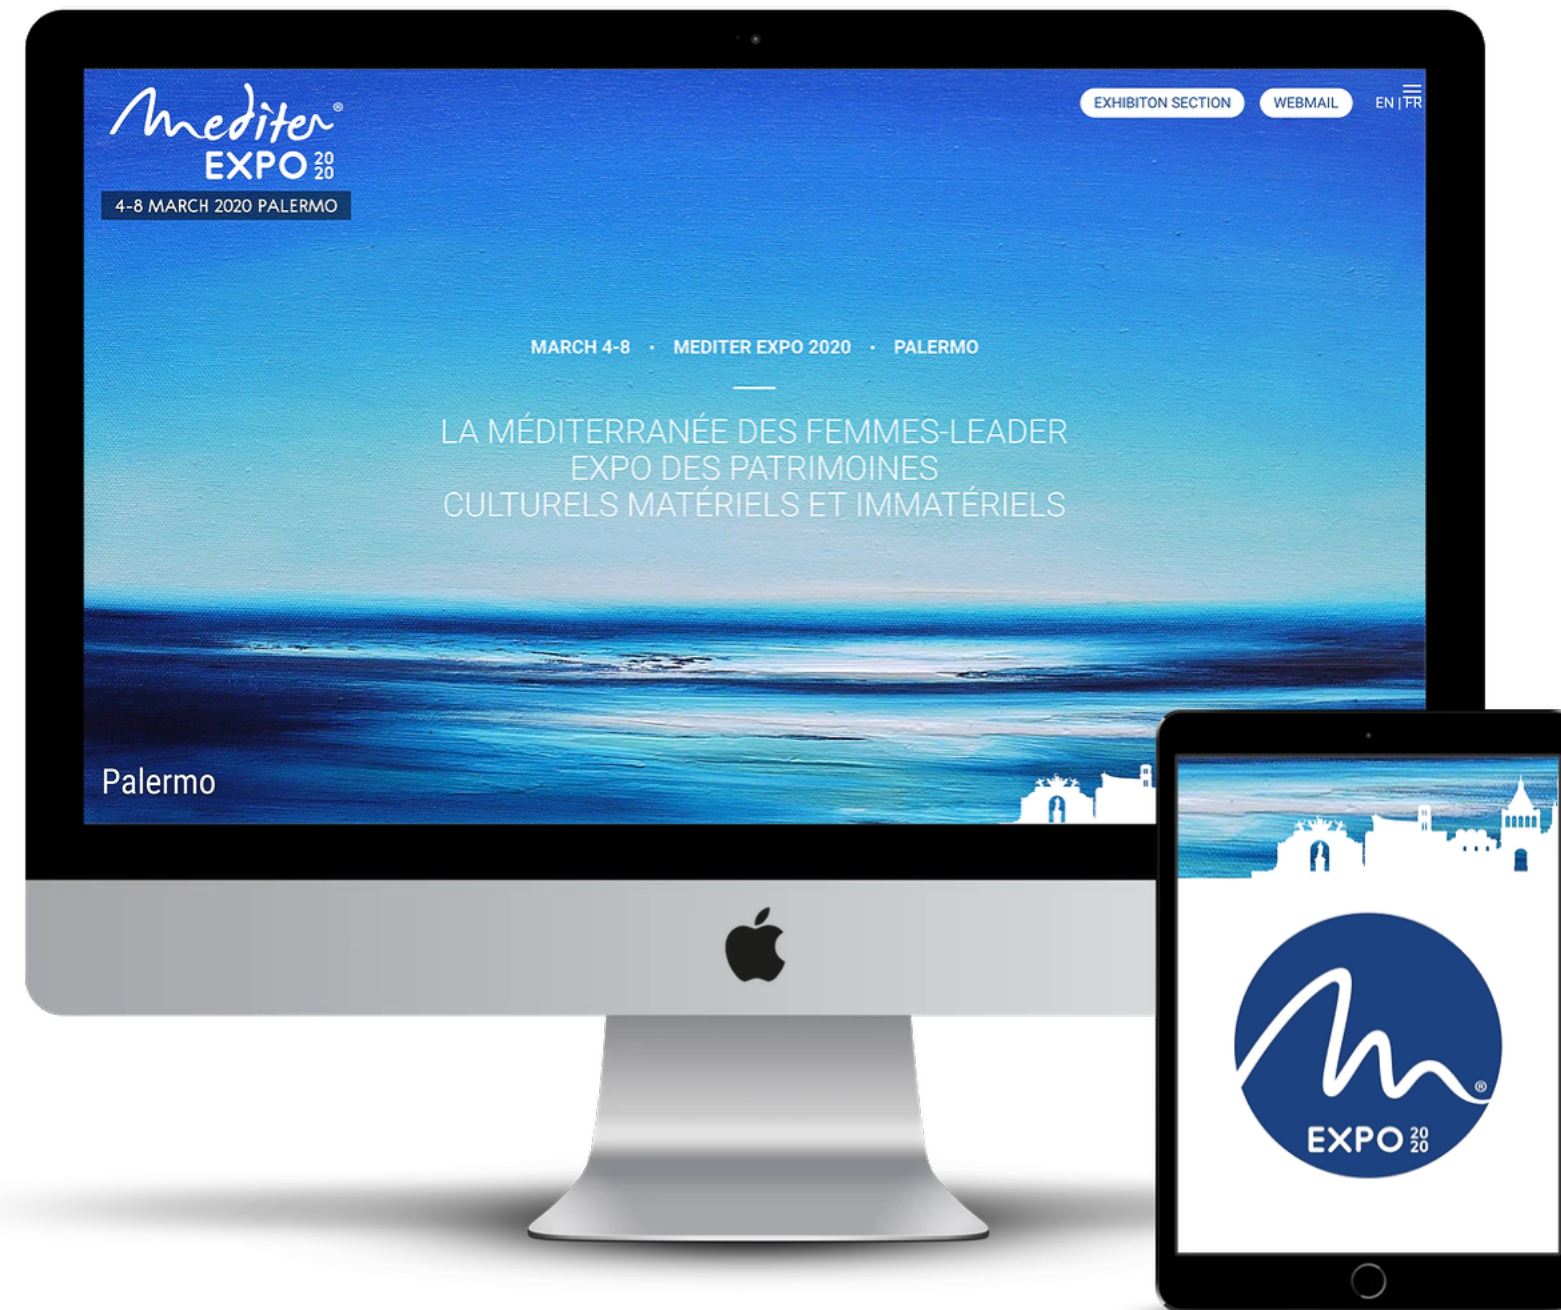 Mediter®
EXPO 20 20
4-8 MARCH 2020 PALERMO
EXHIBITON SECTION
WEBMAIL
EN | FR
MARCH 4-8 • MEDITER EXPO 2020 • PALERMO
LA MÉDITERRANÉE DES FEMMES-LEADER
EXPO DES PATRIMOINES
CULTURELS MATÉRIELS ET IMMATÉRIELS
Palermo
M®
EXPO 20 20